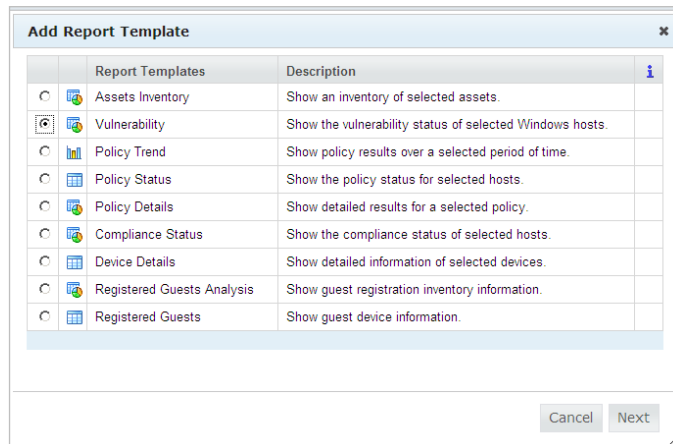 Add Report Template
Report Templates Description i
Assets Inventory Show an inventory of selected assets.
Vulnerability Show the vulnerability status of selected Windows hosts.
Policy Trend Show policy results over a selected period of time.
Policy Status Show the policy status for selected hosts.
Policy Details Show detailed results for a selected policy.
Compliance Status Show the compliance status of selected hosts.
Device Details Show detailed information of selected devices.
Registered Guests Analysis Show guest registration inventory information.
Registered Guests Show guest device information.
Cancel Next